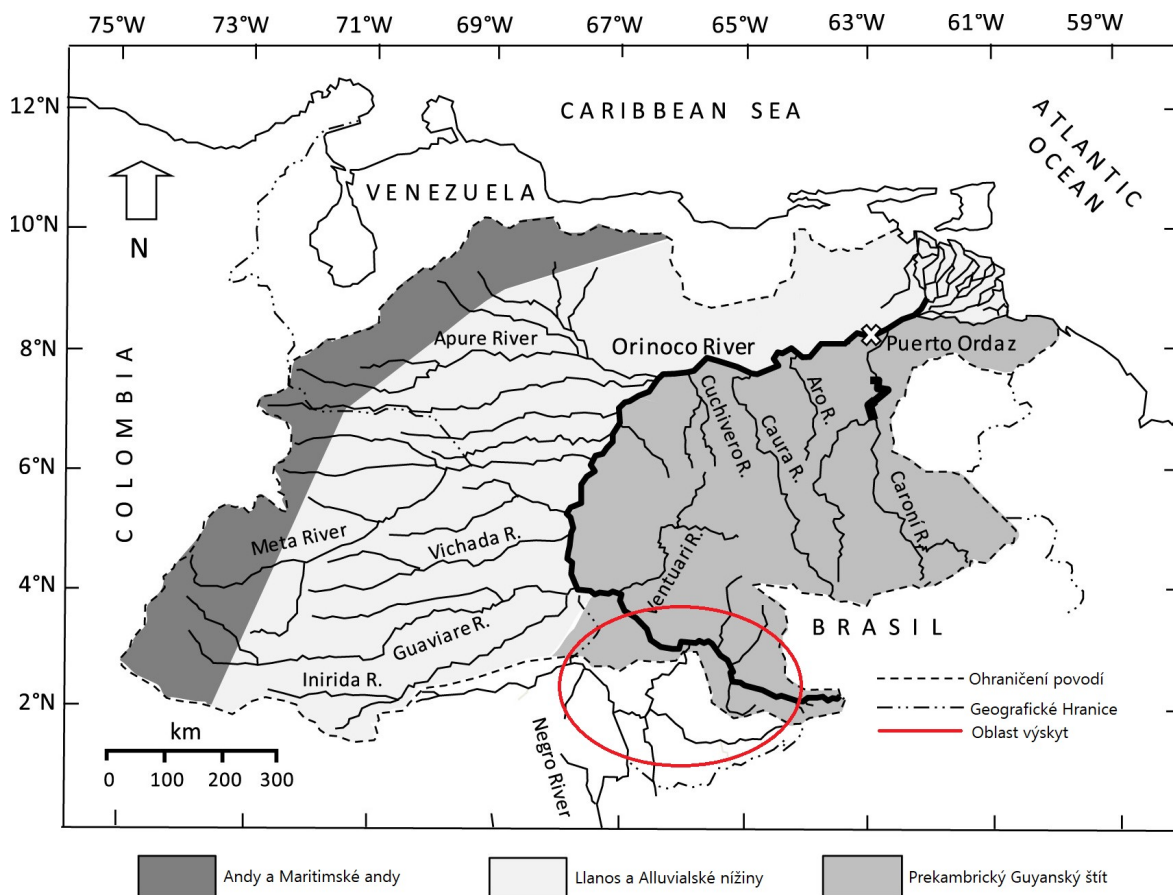 75°W 73°W 71°W 69°W 67°W 65°W 63°W 61°W 59°W
12°N
10°N
8°N
6°N
4°N
2°N
CARIBBEAN SEA
ATLANTIC
OCEAN
VENEZUELA
N
COLOMBIA
Apure River
Orinoco River
Puerto Ordaz
Cuchivero R.
Caura R.
Aro R.
Caroní R.
Meta River
Vichada R.
Ventuari R.
Guaviare R.
Inirida R.
Negro River
BRASIL
km
0 100 200 300
Ohraničení povodí
Geografické Hranice
Oblast výskyt
Andy a Maritimské andy
Llanos a Alluvialské nížiny
Prekambrický Guyanský štít